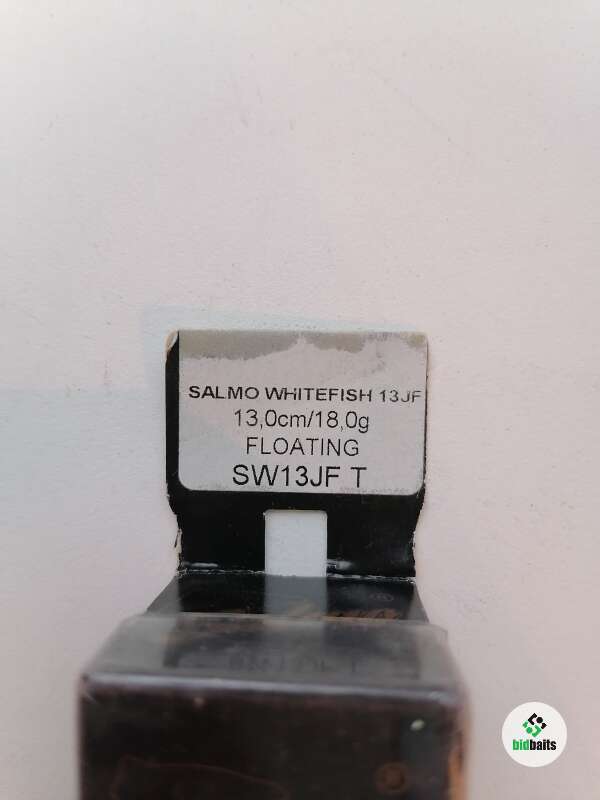 SALMO WHITEFISH 13JF
13,0cm/18,0g
FLOATING
SW13JF T
®
®
bidbaits